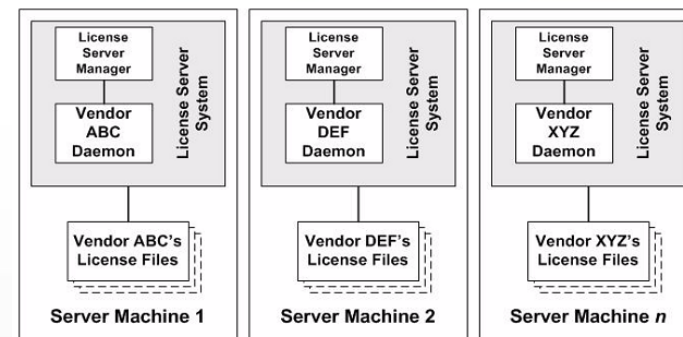 License
Server
Manager
Vendor
ABC
Daemon
License Server
System
Vendor ABC's
License Files
Server Machine 1
License
Server
Manager
Vendor
DEF
Daemon
License Server
System
Vendor DEF's
License Files
Server Machine 2
License
Server
Manager
Vendor
XYZ
Daemon
License Server
System
Vendor XYZ's
License Files
Server Machine n